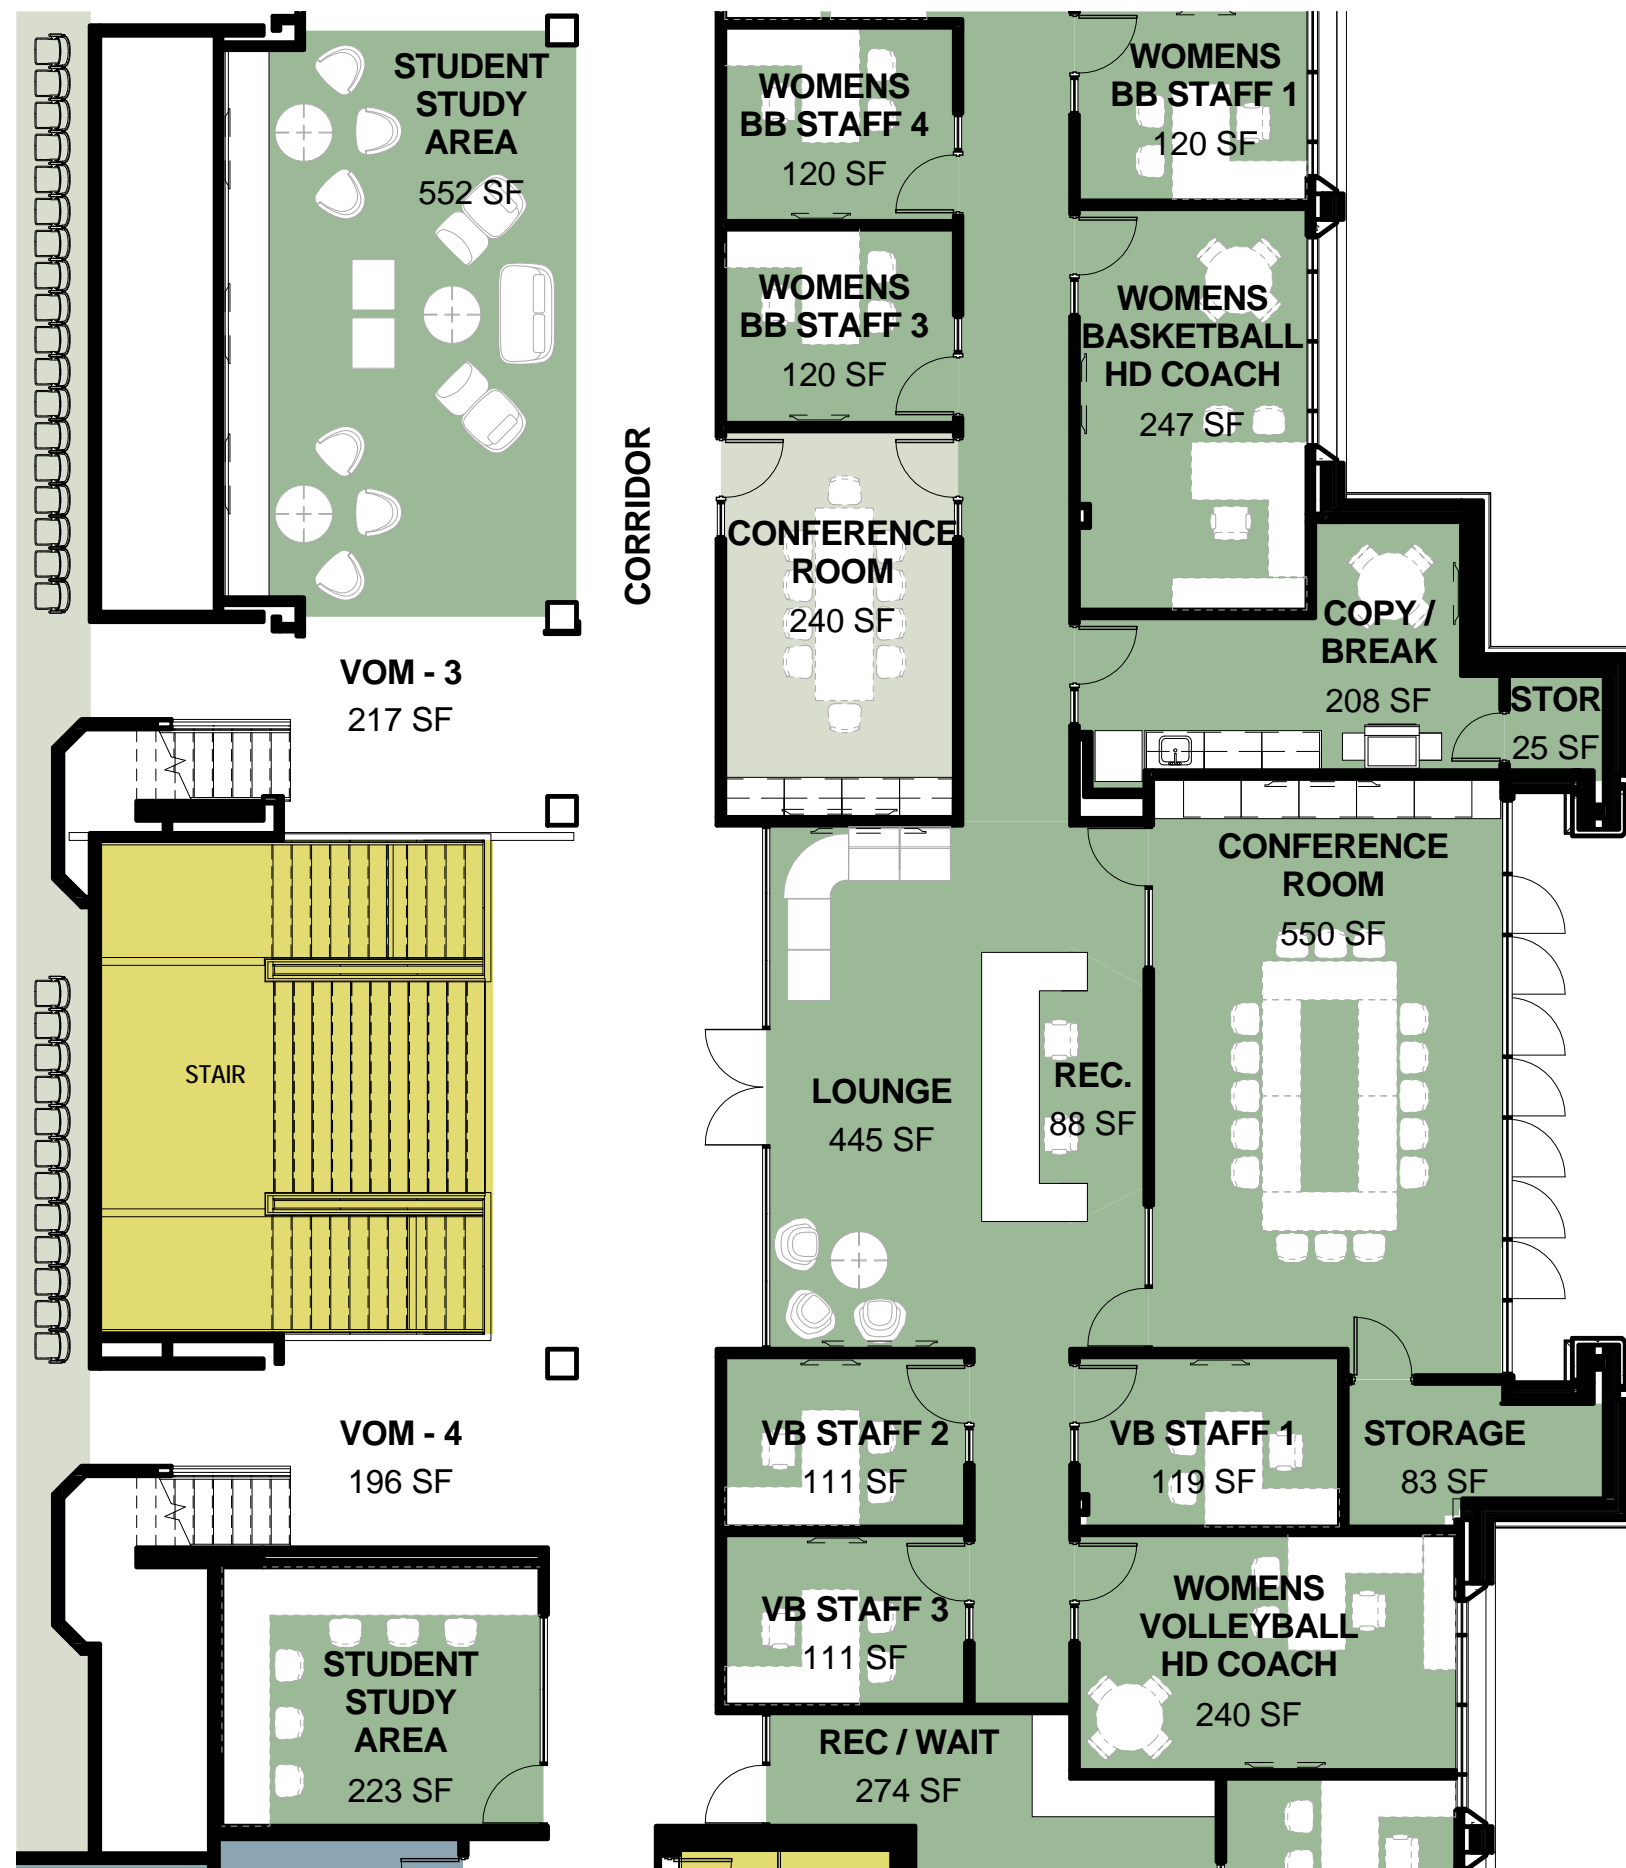 STUDENT
STUDY
AREA
552 SF
WOMENS
BB STAFF 4
120 SF
WOMENS
BB STAFF 1
120 SF
WOMENS
BB STAFF 3
120 SF
WOMENS
BASKETBALL
HD COACH
247 SF
CORRIDOR
CONFERENCE
ROOM
240 SF
COPY /
BREAK
208 SF
STOR
25 SF
VOM - 3
217 SF
CONFERENCE
ROOM
550 SF
STAIR
LOUNGE
445 SF
REC.
88 SF
VOM - 4
196 SF
VB STAFF 2
111 SF
VB STAFF 1
119 SF
STORAGE
83 SF
VB STAFF 3
111 SF
WOMENS
VOLLEYBALL
HD COACH
240 SF
STUDENT
STUDY
AREA
223 SF
REC / WAIT
274 SF